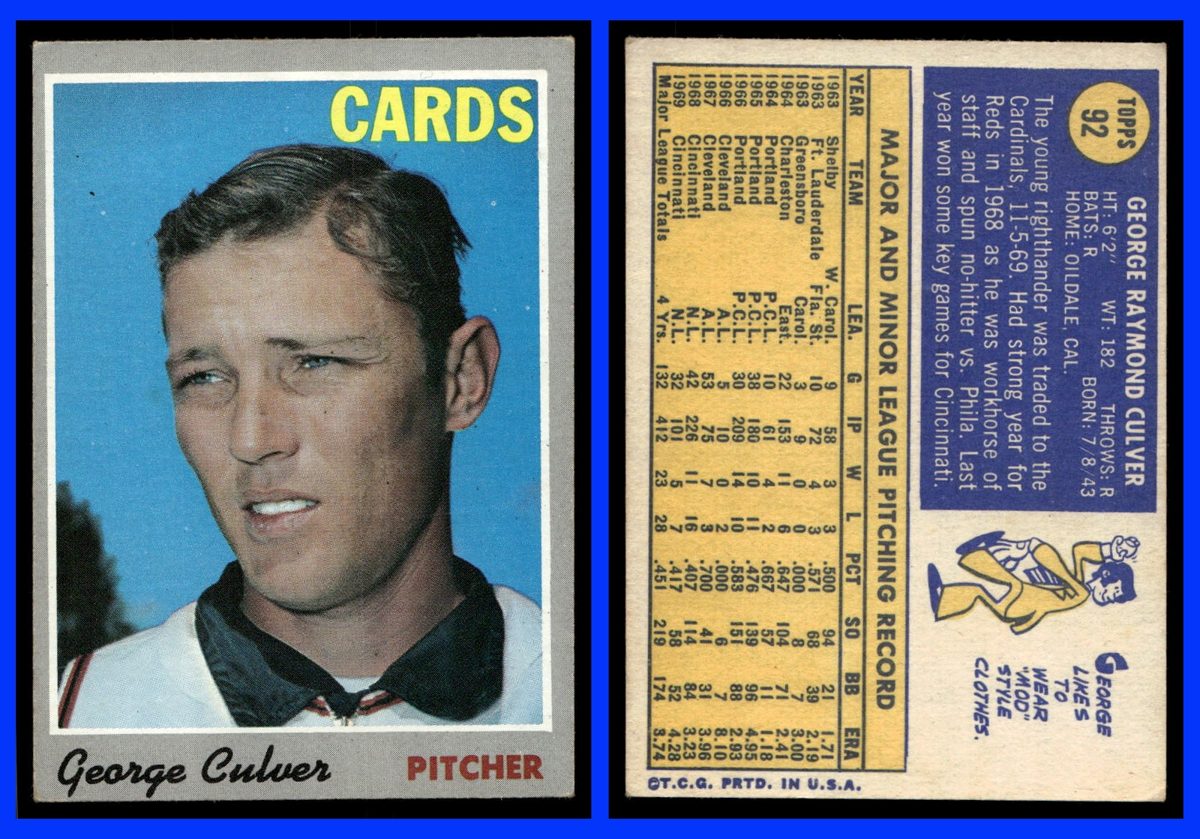 CARDS
George Culver
PITCHER
TOPPS
92
GEORGE RAYMOND CULVER
HT: 6'2" WT: 182 THROWS: R
BATS: R BORN: 7/8/43
HOME: OILDALE, CAL.
The young righthander was traded to the
Cardinals, 11-5-69. Had strong year for
Reds in 1968 as he was workhorse of
staff and spun no-hitter vs. Phila. Last
year won some key games for Cincinnati.
GEORGE
LIKES
TO
WEAR
"MOD"
STYLE
CLOTHES.
MAJOR AND MINOR LEAGUE PITCHING RECORD
YEAR TEAM LEA. G IP W L PCT SO BB ERA
1963 Shelby W. Carol. 9 58 3 3 .500 94 21 1.71
1963 Ft. Lauderdale Fla. St. 10 72 4 3 .571 68 39 2.19
1963 Greensboro Carol. 3 9 0 0 .000 8 7 3.00
1964 Charleston East. 22 153 11 6 .647 104 71 2.41
1964 Portland P.C.L. 10 61 4 2 .667 57 11 1.18
1965 Portland P.C.L. 38 180 10 11 .476 139 96 4.95
1966 Portland P.C.L. 30 209 14 10 .583 151 88 2.93
1966 Cleveland A.L. 5 10 0 2 .000 6 7 8.10
1967 Cleveland A.L. 53 75 7 3 .700 41 31 3.96
1968 Cincinnati N.L. 42 226 11 16 .407 114 84 3.23
1969 Cincinnati N.L. 32 101 5 7 .417 58 52 4.28
Major League Totals 4 Yrs. 132 412 23 28 .451 219 174 3.74
©T.C.G. PRTD. IN U.S.A.